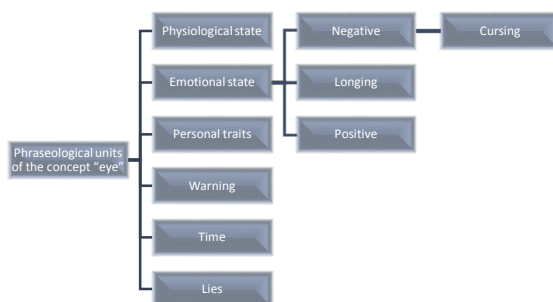 Physiological state
Negative
Cursing
Emotional state
Longing
Personal traits
Positive
Phraseological units
of the concept “eye”
Warning
Time
Lies